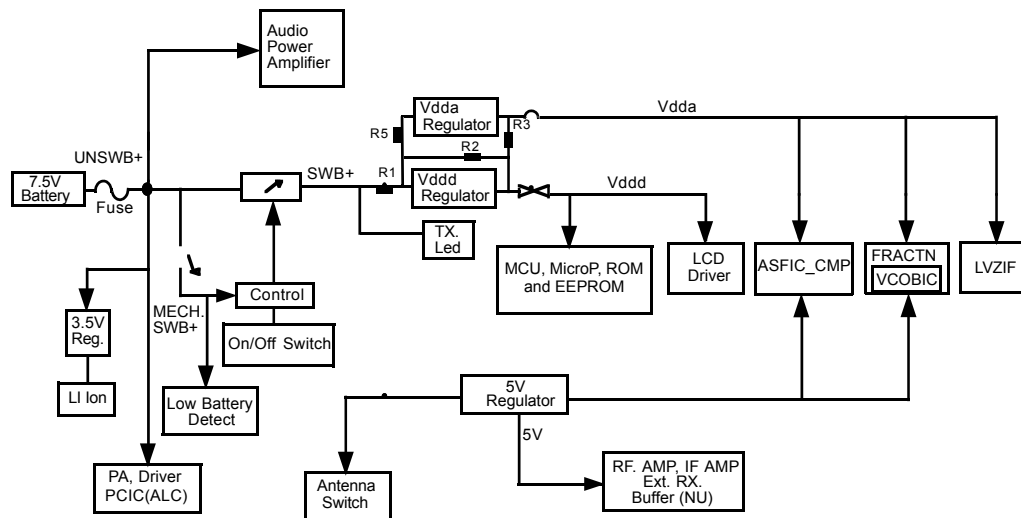 Audio
Power
Amplifier
Vdda
Regulator
Vdda
R5
R3
R2
UNSWB+
SWB+
R1
7.5V
Battery
Fuse
Vddd
Regulator
Vddd
TX.
Led
MCU, MicroP, ROM
and EEPROM
LCD
Driver
ASFIC_CMP
FRACTN
VCOBIC
LVZIF
Control
MECH.
SWB+
3.5V
Reg.
On/Off Switch
LI Ion
Low Battery
Detect
5V
Regulator
5V
PA, Driver
PCIC(ALC)
Antenna
Switch
RF. AMP, IF AMP
Ext. RX.
Buffer (NU)